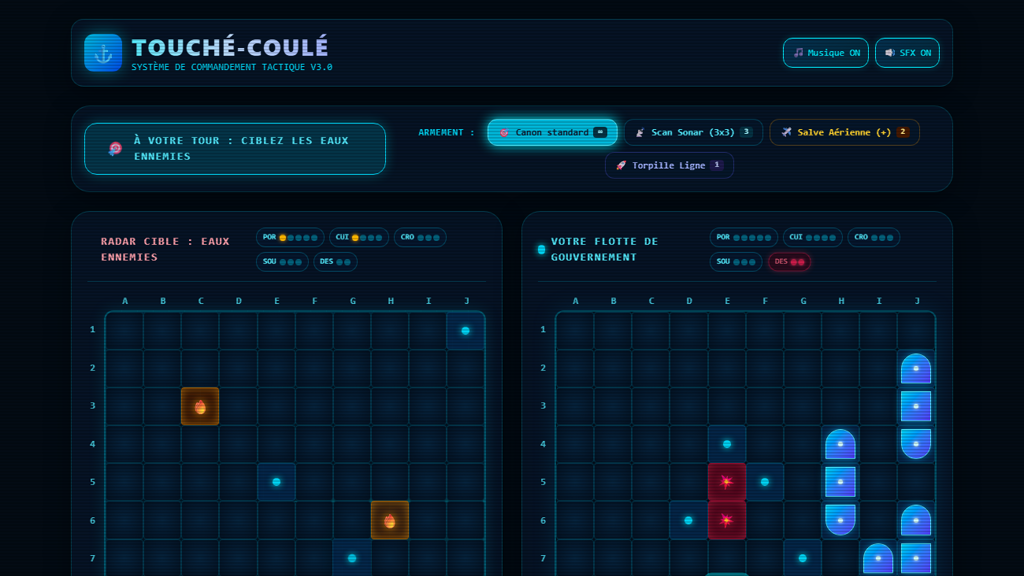 TOUCHÉ-COULÉ
SYSTÈME DE COMMANDEMENT TACTIQUE V3.0
Musique ON
SFX ON
À VOTRE TOUR : CIBLEZ LES EAUX
ENNEMIES
ARMEMENT :
Canon standard ∞
Scan Sonar (3x3) 3
Salve Aérienne (+) 2
Torpille Ligne 1
RADAR CIBLE : EAUX
ENNEMIES
POR
CUI
CRO
SOU
DES
VOTRE FLOTTE DE
GOUVERNEMENT
POR
CUI
CRO
SOU
DES
A B C D E F G H I J
1
2
3
4
5
6
7
A B C D E F G H I J
1
2
3
4
5
6
7